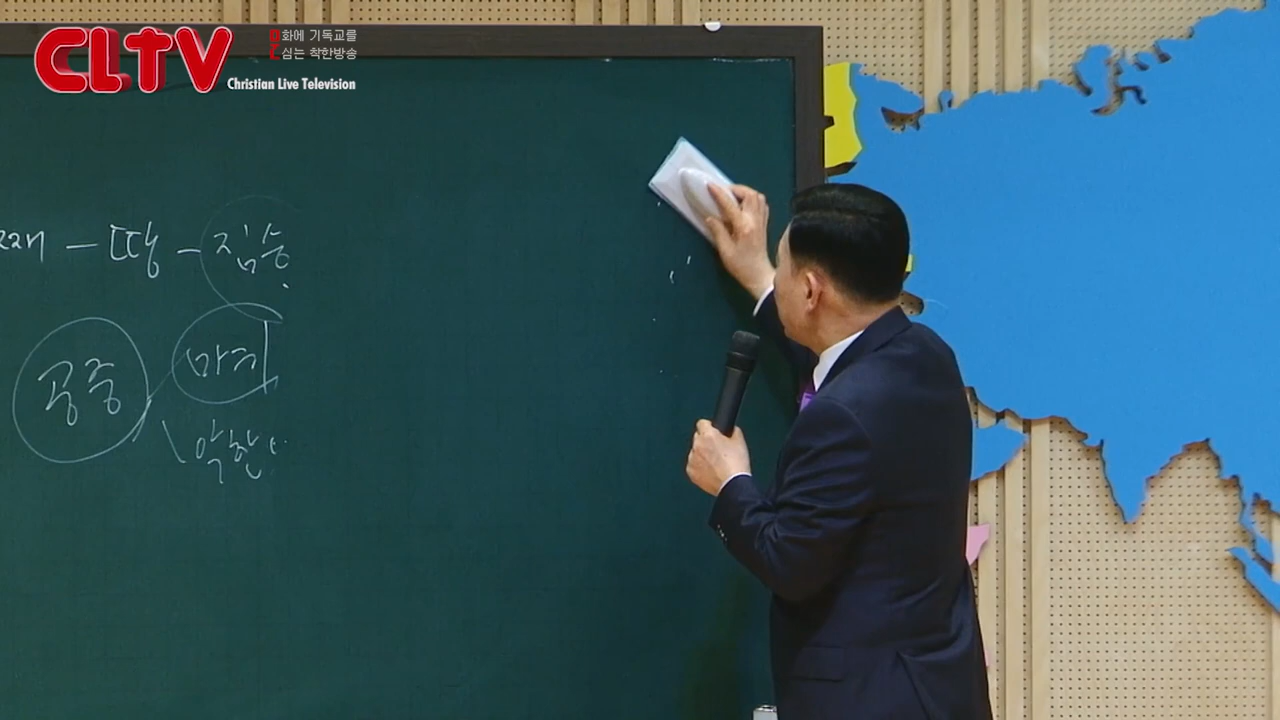 CLTV
문화에 기독교를
심는 착한방송
Christian Live Television
- 땅 - 짐승
공중 마귀
악한